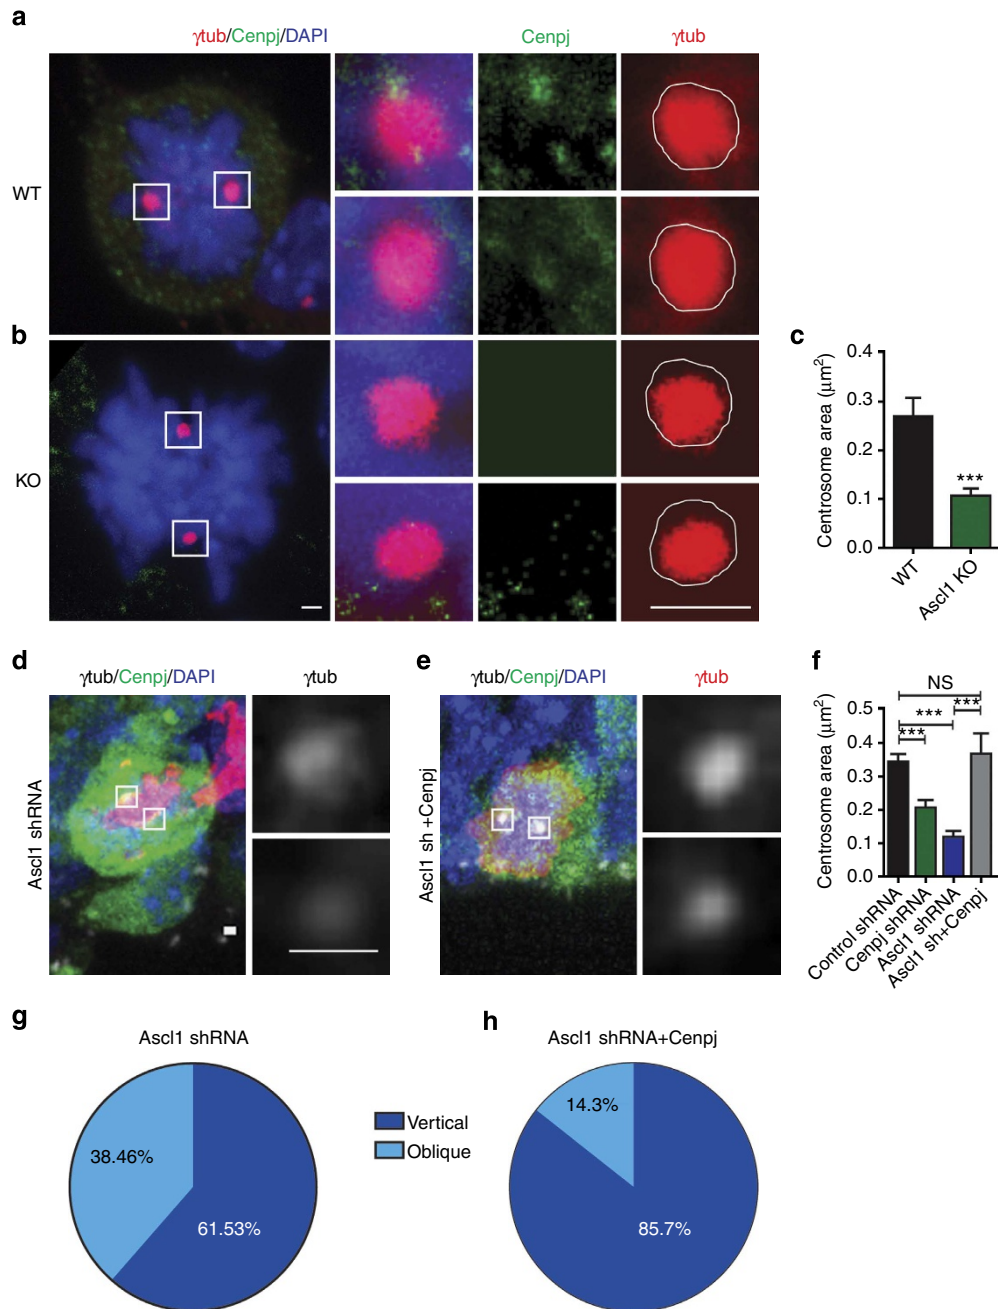 a
γtub/Cenpj/DAPI
Cenpj
γtub
WT
b
KO
c
Centrosome area (μm²)
0.4
0.3
0.2
0.1
0.0
***
WT
Ascl1 KO
d
γtub/Cenpj/DAPI
γtub
Ascl1 shRNA
e
γtub/Cenpj/DAPI
γtub
Ascl1 sh +Cenpj
f
Centrosome area (μm²)
0.5
0.4
0.3
0.2
0.1
0.0
NS
***
***
***
Control shRNA
Cenpj shRNA
Ascl1 shRNA
Ascl1 sh+Cenpj
g
Ascl1 shRNA
38.46%
61.53%
Vertical
Oblique
h
Ascl1 shRNA+Cenpj
14.3%
85.7%